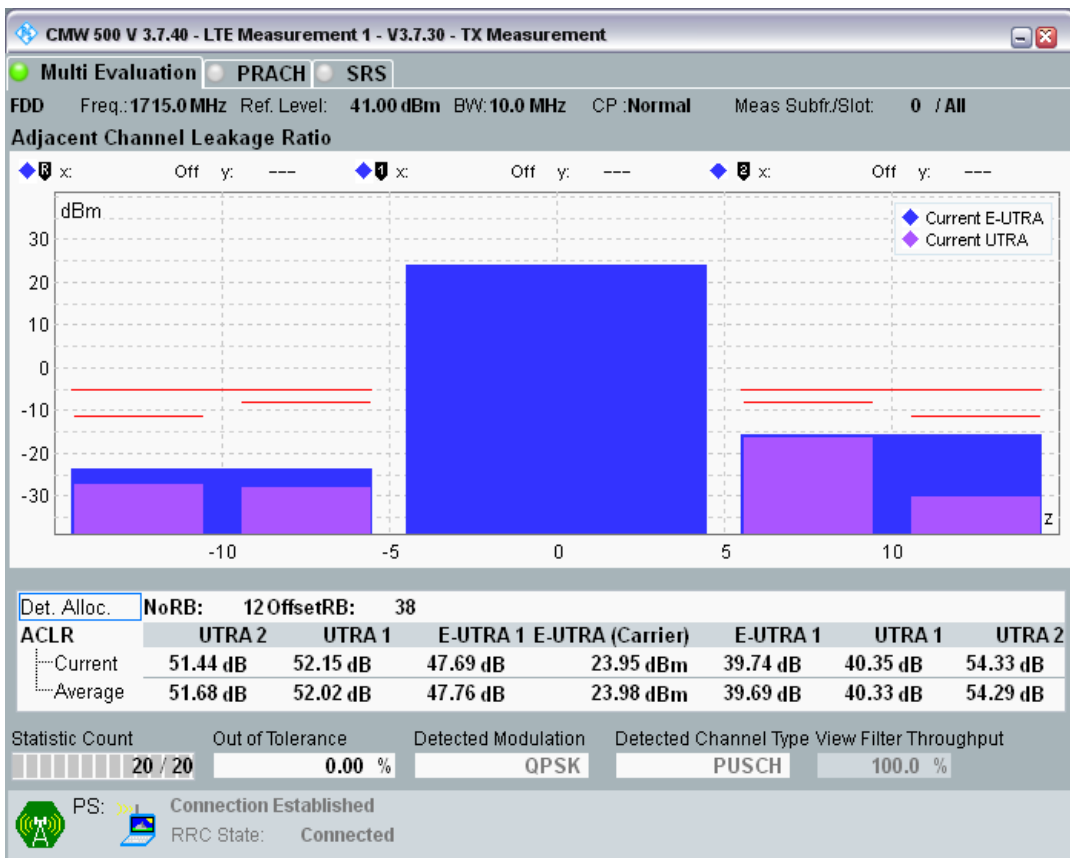 CMW 500 V 3.7.40 - LTE Measurement 1 - V3.7.30 - TX Measurement
Multi Evaluation PRACH SRS
FDD Freq.: 1715.0 MHz Ref. Level: 41.00 dBm BW: 10.0 MHz CP :Normal Meas Subfr./Slot: 0 / All
Adjacent Channel Leakage Ratio
R x: Off y: --- 1 x: Off y: --- 2 x: Off y: ---
dBm
Current E-UTRA
Current UTRA
30
20
10
0
-10
-20
-30
z
-10 -5 0 5 10
Det. Alloc. NoRB: 12 OffsetRB: 38
ACLR UTRA 2 UTRA 1 E-UTRA 1 E-UTRA (Carrier) E-UTRA 1 UTRA 1 UTRA 2
Current 51.44 dB 52.15 dB 47.69 dB 23.95 dBm 39.74 dB 40.35 dB 54.33 dB
Average 51.68 dB 52.02 dB 47.76 dB 23.98 dBm 39.69 dB 40.33 dB 54.29 dB
Statistic Count Out of Tolerance Detected Modulation Detected Channel Type View Filter Throughput
20 / 20 0.00 % QPSK PUSCH 100.0 %
PS: Connection Established
RRC State: Connected